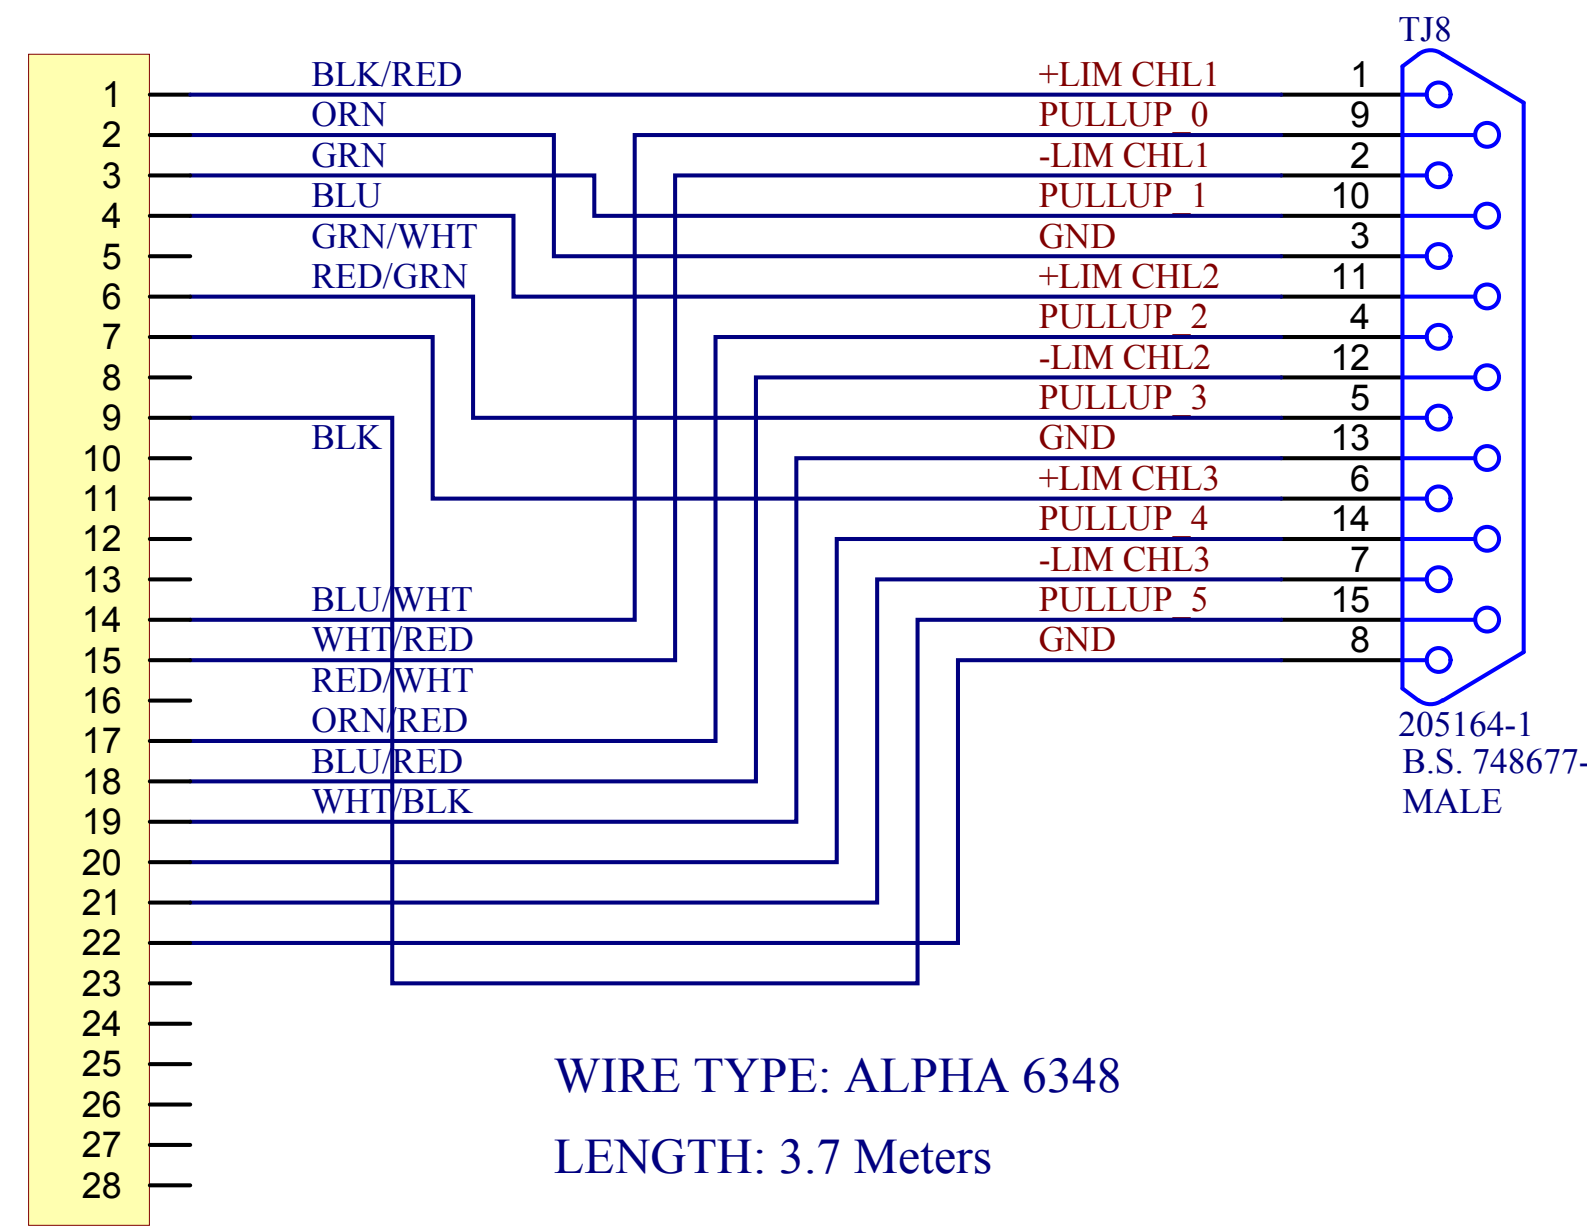 TJ8
1 BLK/RED +LIM CHL1 1
2 ORN PULLUP_0 9
3 GRN -LIM CHL1 2
4 BLU PULLUP_1 10
5 GRN/WHT GND 3
6 RED/GRN +LIM CHL2 11
7 PULLUP_2 4
8 -LIM CHL2 12
9 PULLUP_3 5
10 BLK GND 13
11 +LIM CHL3 6
12 PULLUP_4 14
13 -LIM CHL3 7
14 BLU/WHT PULLUP_5 15
15 WHT/RED GND 8
16 RED/WHT
17 ORN/RED 205164-1
18 BLU/RED B.S. 748677-
19 WHT/BLK MALE
20
21
22
23
24
25 WIRE TYPE: ALPHA 6348
26
27 LENGTH: 3.7 Meters
28